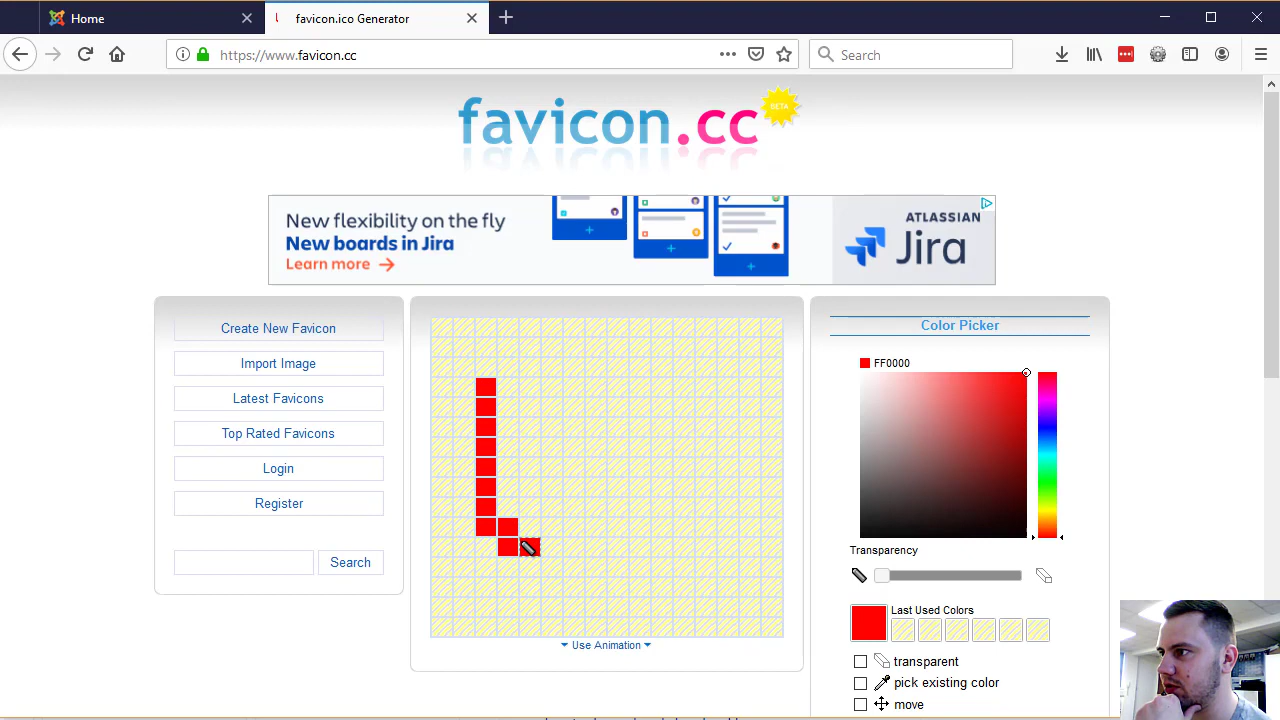 Home
favicon.ico Generator
https://www.favicon.cc
Search
favicon.cc
BETA
New flexibility on the fly
New boards in Jira
Learn more →
ATLASSIAN
Jira
Create New Favicon
Import Image
Latest Favicons
Top Rated Favicons
Login
Register
Search
Use Animation
Color Picker
FF0000
Transparency
Last Used Colors
transparent
pick existing color
move